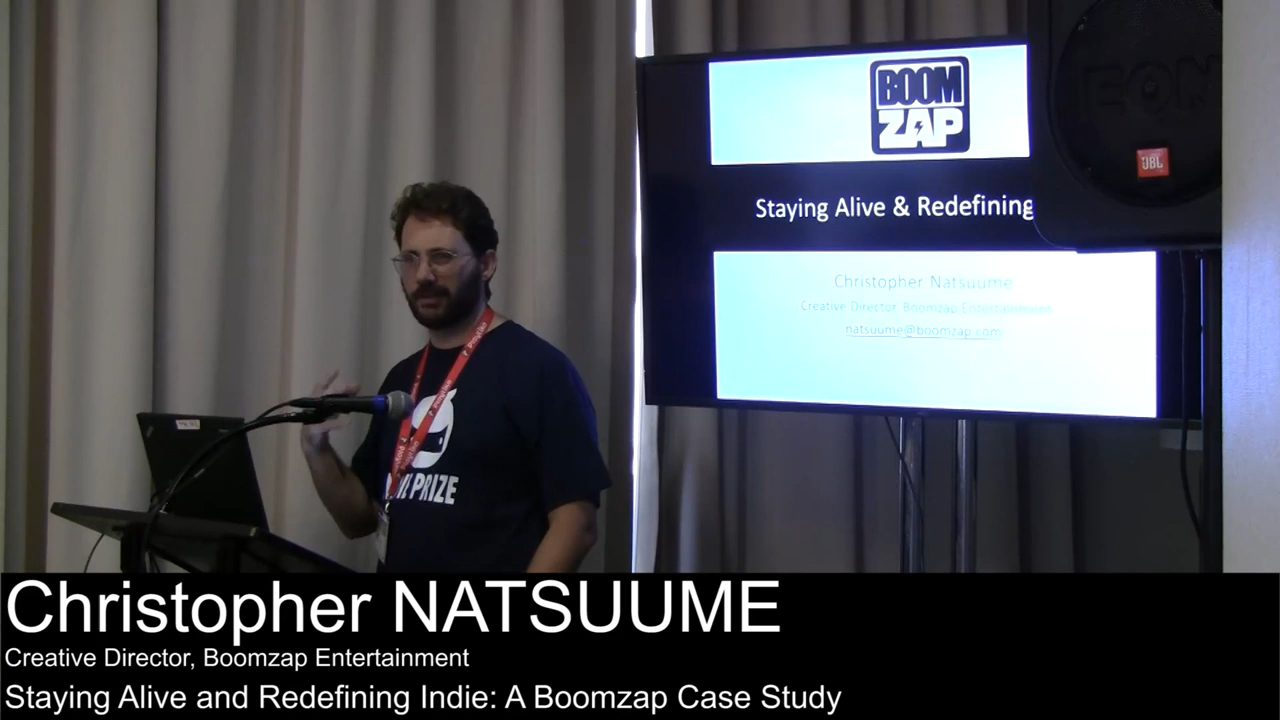 BOOM
ZAP
JBL
Staying Alive & Redefining
Christopher Natsuume
Creative Director, Boomzap Entertainment
natsuume@boomzap.com
PRIZE
Christopher NATSUUME
Creative Director, Boomzap Entertainment
Staying Alive and Redefining Indie: A Boomzap Case Study